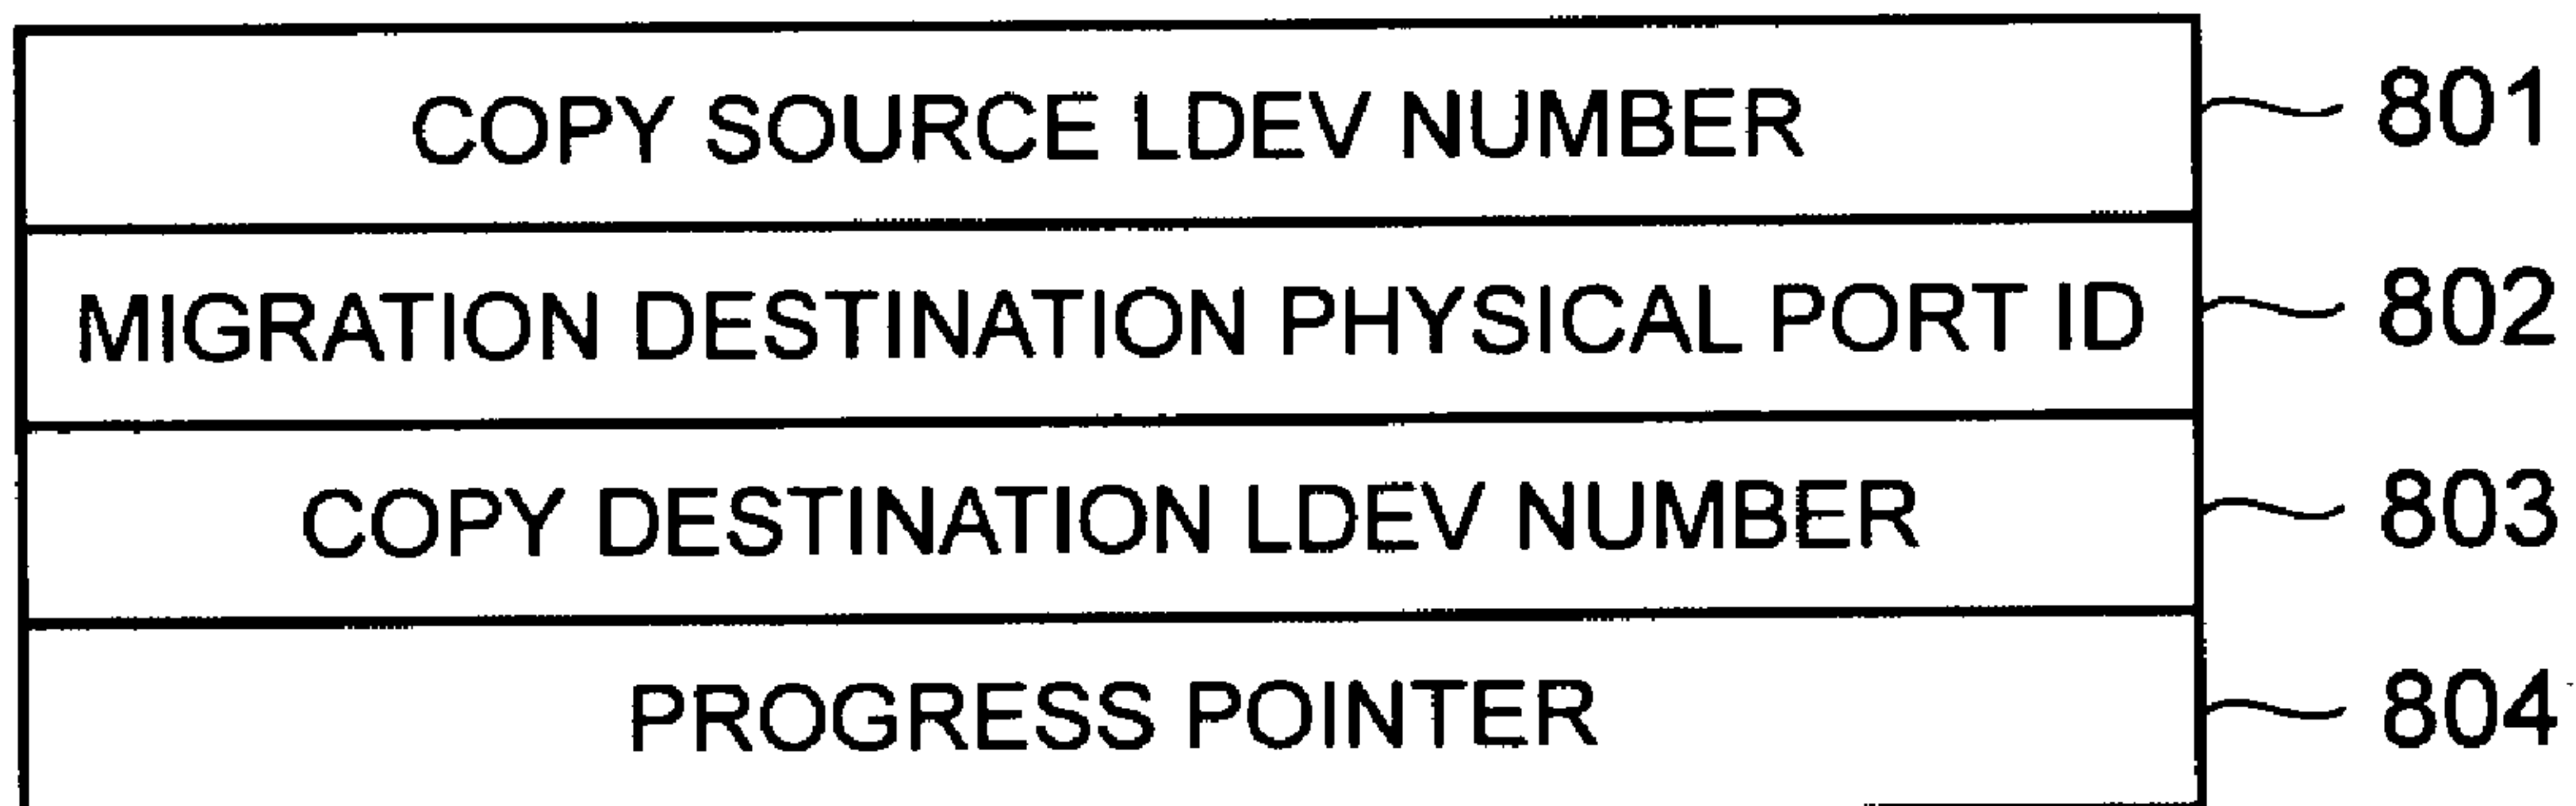 COPY SOURCE LDEV NUMBER 801
MIGRATION DESTINATION PHYSICAL PORT ID 802
COPY DESTINATION LDEV NUMBER 803
PROGRESS POINTER 804